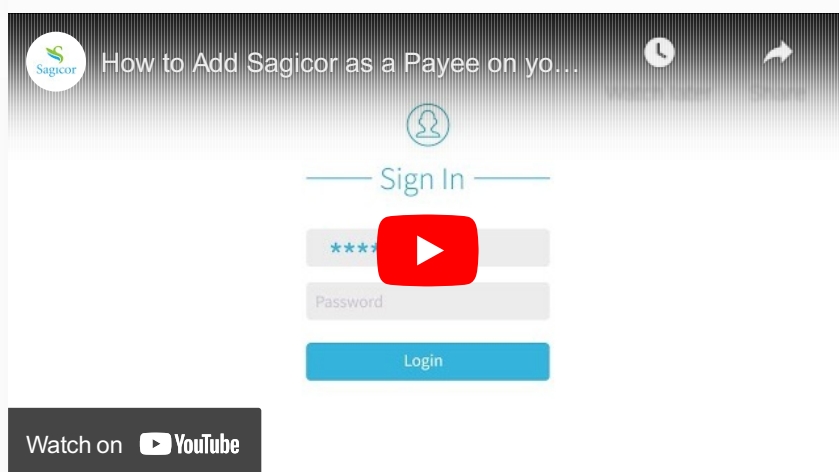 Sagicor
How to Add Sagicor as a Payee on yo…
Watch later
Share
Sign In
****
Password
Login
Watch on YouTube